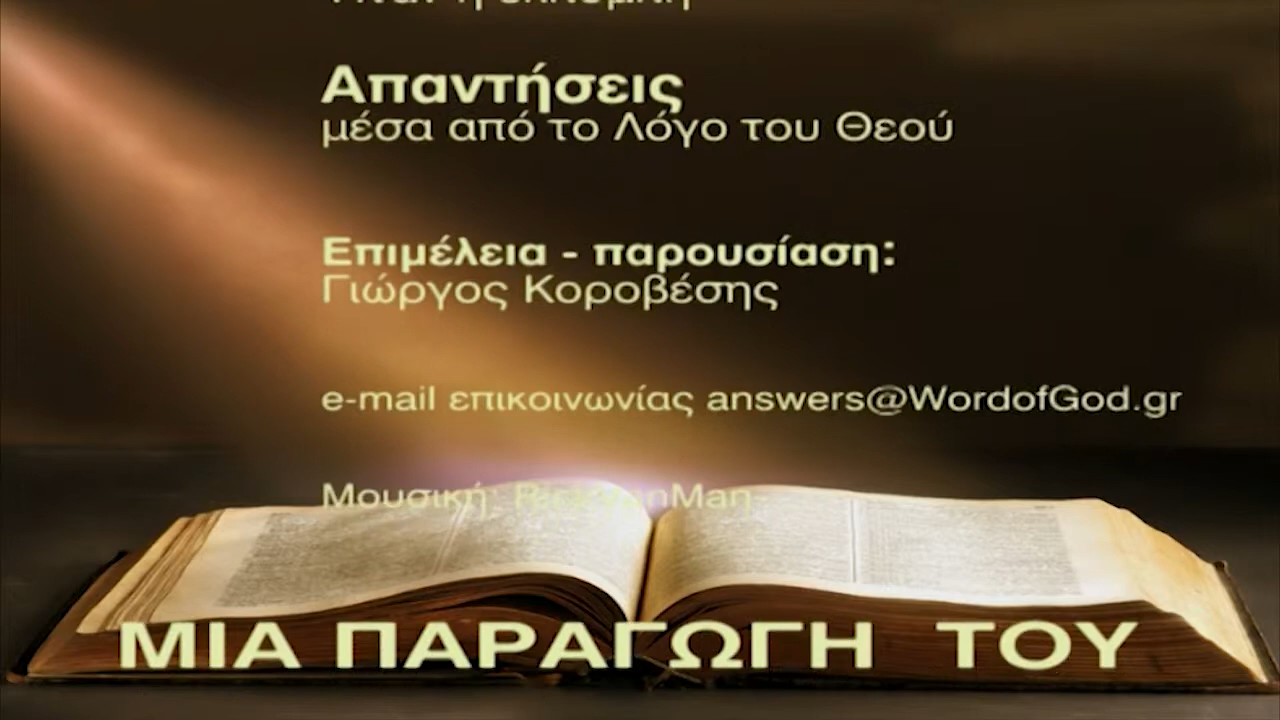 Απαντήσεις
μέσα από το Λόγο του Θεού
Επιμέλεια - παρουσίαση:
Γιώργος Κοροβέσης
e-mail επικοινωνίας answers@WordofGod.gr
Μουσική:
ΜΙΑ ΠΑΡΑΓΩΓΗ ΤΟΥ